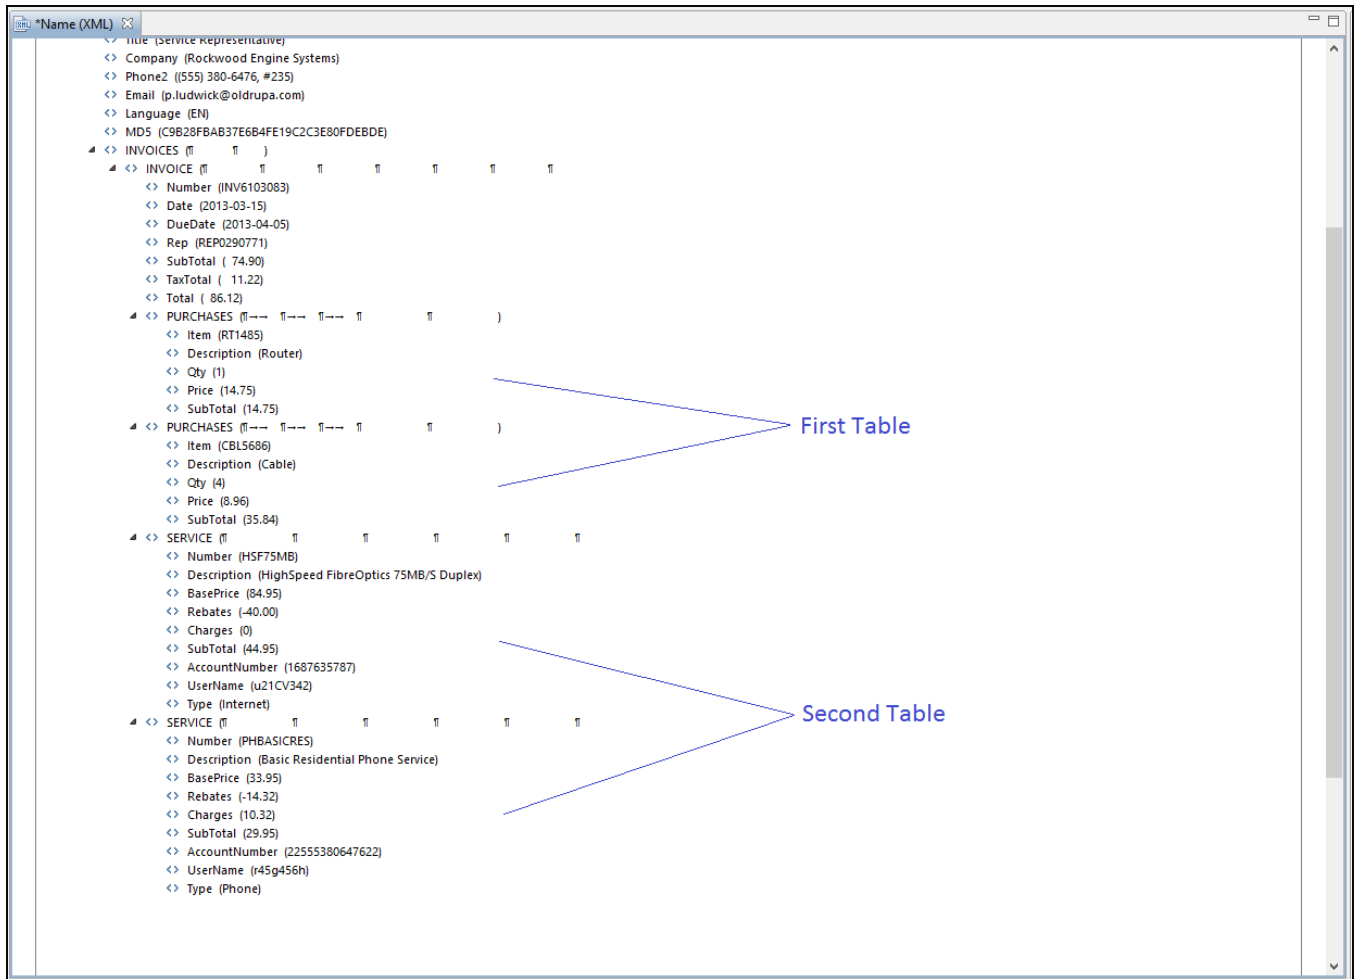 *Name (XML)
Title (Service Representative)
Company (Rockwood Engine Systems)
Phone2 ((555) 380-6476, #235)
Email (p.ludwick@oldrupa.com)
Language (EN)
MD5 (C9B28FBAB37E6B4FE19C2C3E80FDEBDE)
INVOICES (¶ ¶ )
INVOICE (¶ ¶ ¶ ¶ ¶ ¶ ¶
Number (INV6103083)
Date (2013-03-15)
DueDate (2013-04-05)
Rep (REP0290771)
SubTotal ( 74.90)
TaxTotal ( 11.22)
Total ( 86.12)
PURCHASES (¶→→ ¶→→ ¶→→ ¶ ¶ )
Item (RT1485)
Description (Router)
Qty (1)
Price (14.75)
SubTotal (14.75)
PURCHASES (¶→→ ¶→→ ¶→→ ¶ ¶ )
First Table
Item (CBL5686)
Description (Cable)
Qty (4)
Price (8.96)
SubTotal (35.84)
SERVICE (¶ ¶ ¶ ¶ ¶ ¶
Number (HSF75MB)
Description (HighSpeed FibreOptics 75MB/S Duplex)
BasePrice (84.95)
Rebates (-40.00)
Charges (0)
SubTotal (44.95)
AccountNumber (1687635787)
UserName (u21CV342)
Type (Internet)
Second Table
SERVICE (¶ ¶ ¶ ¶ ¶ ¶
Number (PHBASICRES)
Description (Basic Residential Phone Service)
BasePrice (33.95)
Rebates (-14.32)
Charges (10.32)
SubTotal (29.95)
AccountNumber (22555380647622)
UserName (r45g456h)
Type (Phone)